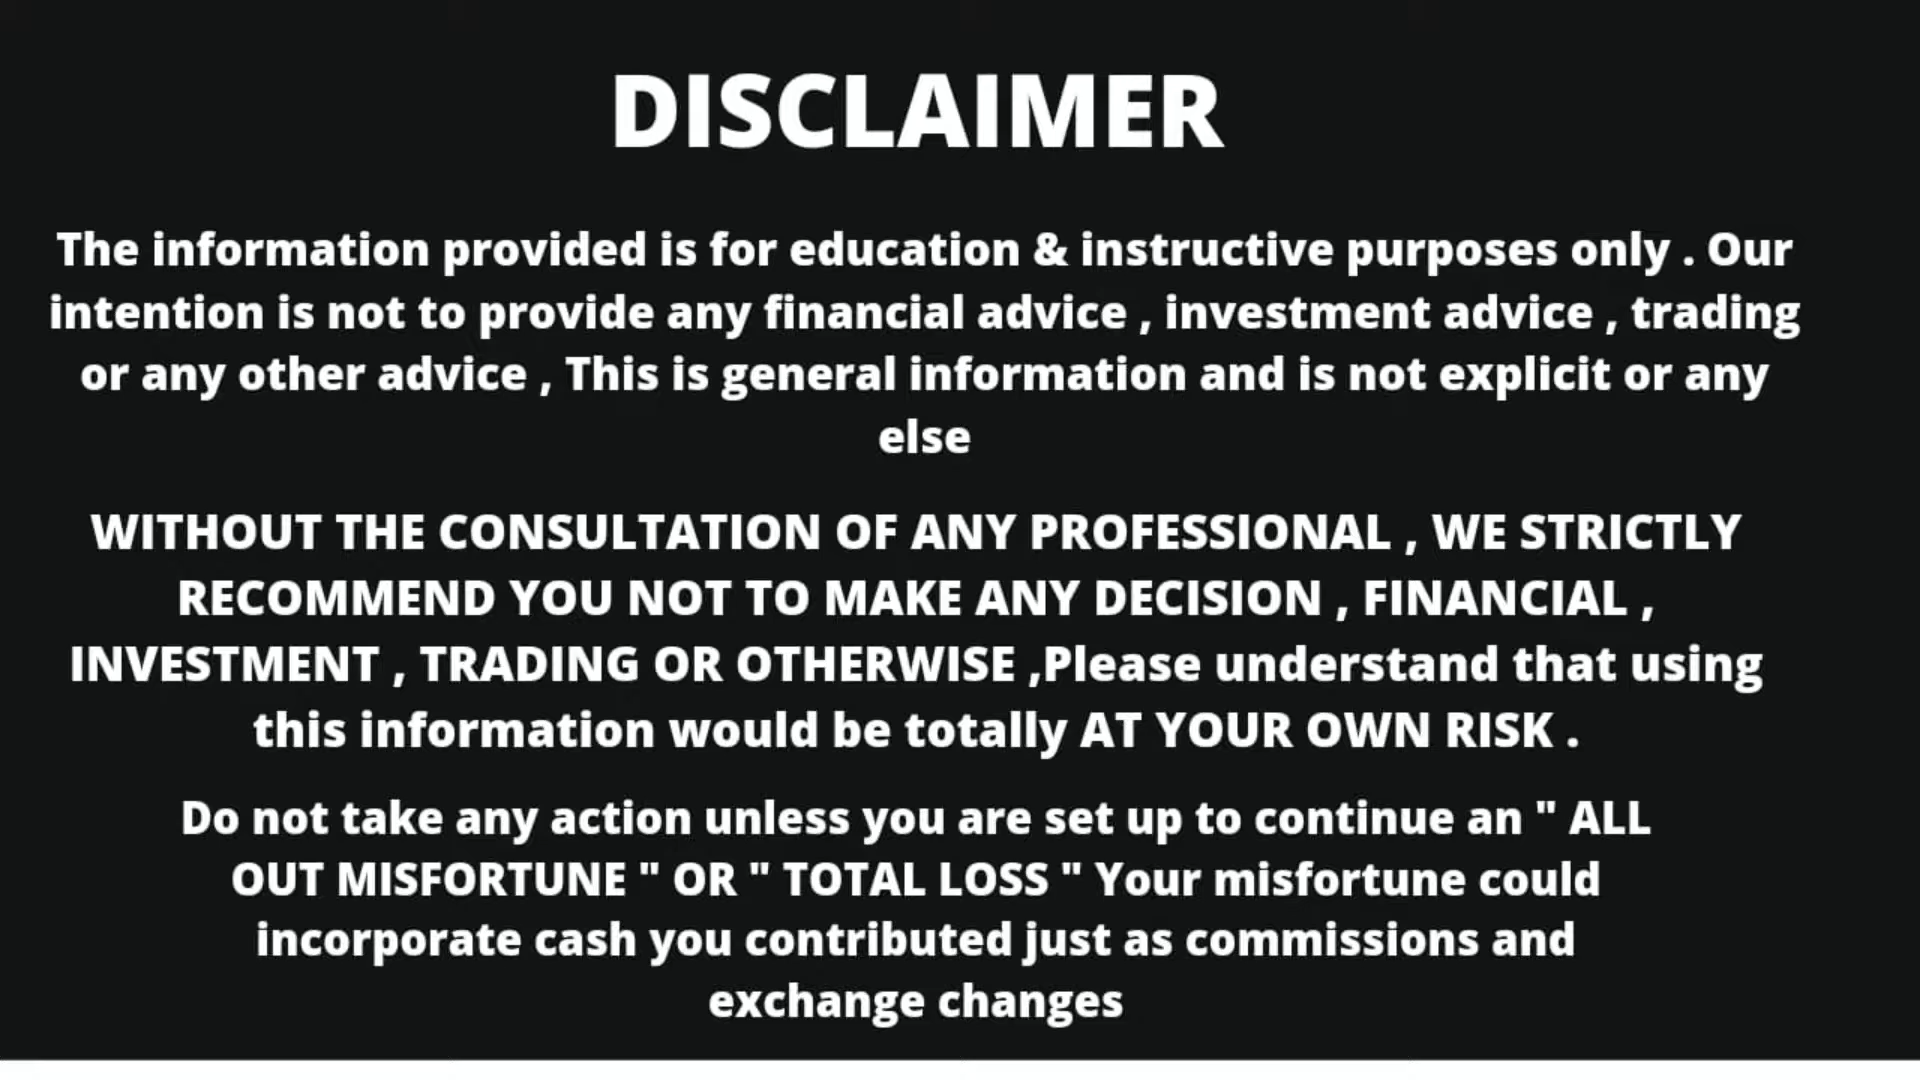 DISCLAIMER
The information provided is for education & instructive purposes only . Our
intention is not to provide any financial advice , investment advice , trading
or any other advice , This is general information and is not explicit or any
else
WITHOUT THE CONSULTATION OF ANY PROFESSIONAL , WE STRICTLY
RECOMMEND YOU NOT TO MAKE ANY DECISION , FINANCIAL ,
INVESTMENT , TRADING OR OTHERWISE ,Please understand that using
this information would be totally AT YOUR OWN RISK .
Do not take any action unless you are set up to continue an " ALL
OUT MISFORTUNE " OR " TOTAL LOSS " Your misfortune could
incorporate cash you contributed just as commissions and
exchange changes